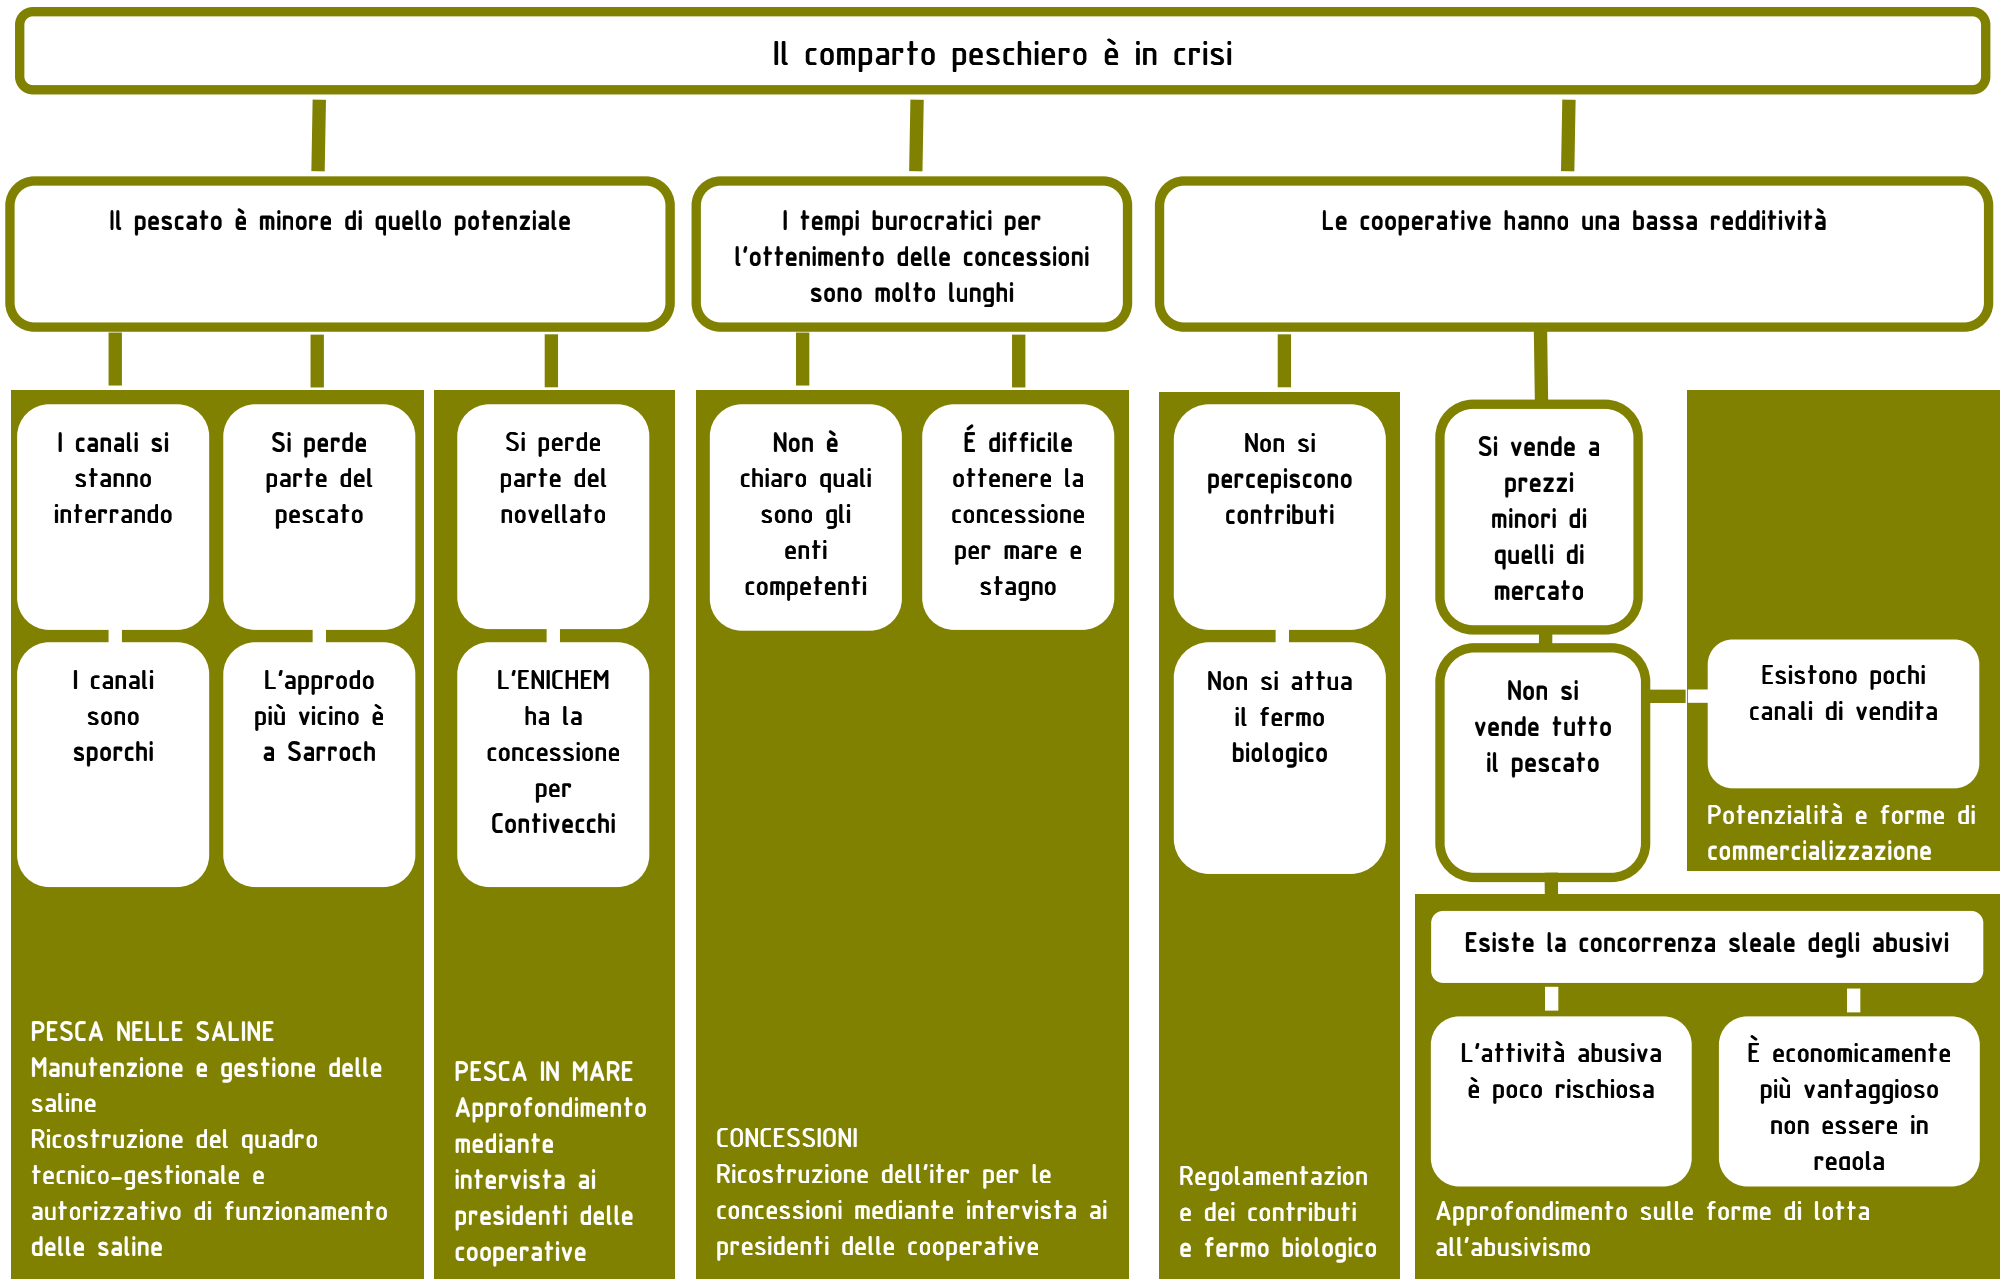 Il comparto peschiero è in crisi
Il pescato è minore di quello potenziale
I tempi burocratici per
l'ottenimento delle concessioni
sono molto lunghi
Le cooperative hanno una bassa redditività
I canali si
stanno
interrando
Si perde
parte del
pescato
Si perde
parte del
novellato
Non è
chiaro quali
sono gli
enti
competenti
É difficile
ottenere la
concessione
per mare e
stagno
Non si
percepiscono
contributi
Si vende a
prezzi
minori di
quelli di
mercato
I canali
sono
sporchi
L'approdo
più vicino è
a Sarroch
L'ENICHEM
ha la
concessione
per
Contivecchi
Non si attua
il fermo
biologico
Non si
vende tutto
il pescato
Esistono pochi
canali di vendita
Potenzialità e forme di
commercializzazione
Esiste la concorrenza sleale degli abusivi
L'attività abusiva
è poco rischiosa
È economicamente
più vantaggioso
non essere in
regola
PESCA NELLE SALINE
Manutenzione e gestione delle
saline
Ricostruzione del quadro
tecnico-gestionale e
autorizzativo di funzionamento
delle saline
PESCA IN MARE
Approfondimento
mediante
intervista ai
presidenti delle
cooperative
CONCESSIONI
Ricostruzione dell'iter per le
concessioni mediante intervista ai
presidenti delle cooperative
Regolamentazion
e dei contributi
e fermo biologico
Approfondimento sulle forme di lotta
all'abusivismo